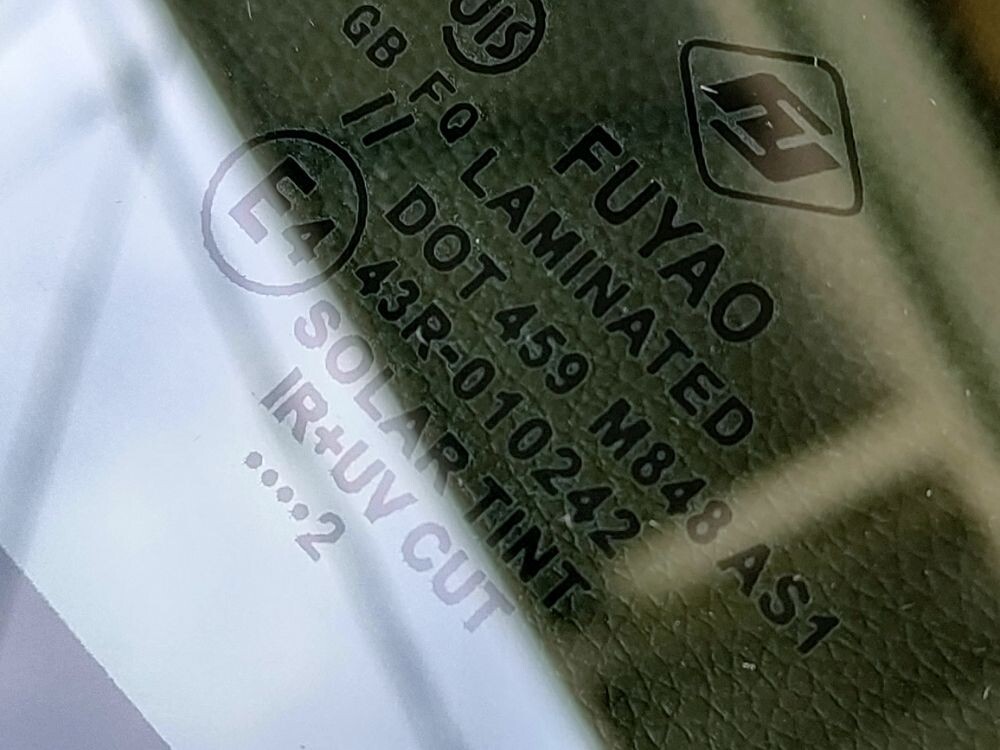 JIS FUYAO
GB FQ LAMINATED
II DOT 459 M848 AS1
E4 43R-010242
SOLAR TINT
IR+UV CUT
....2